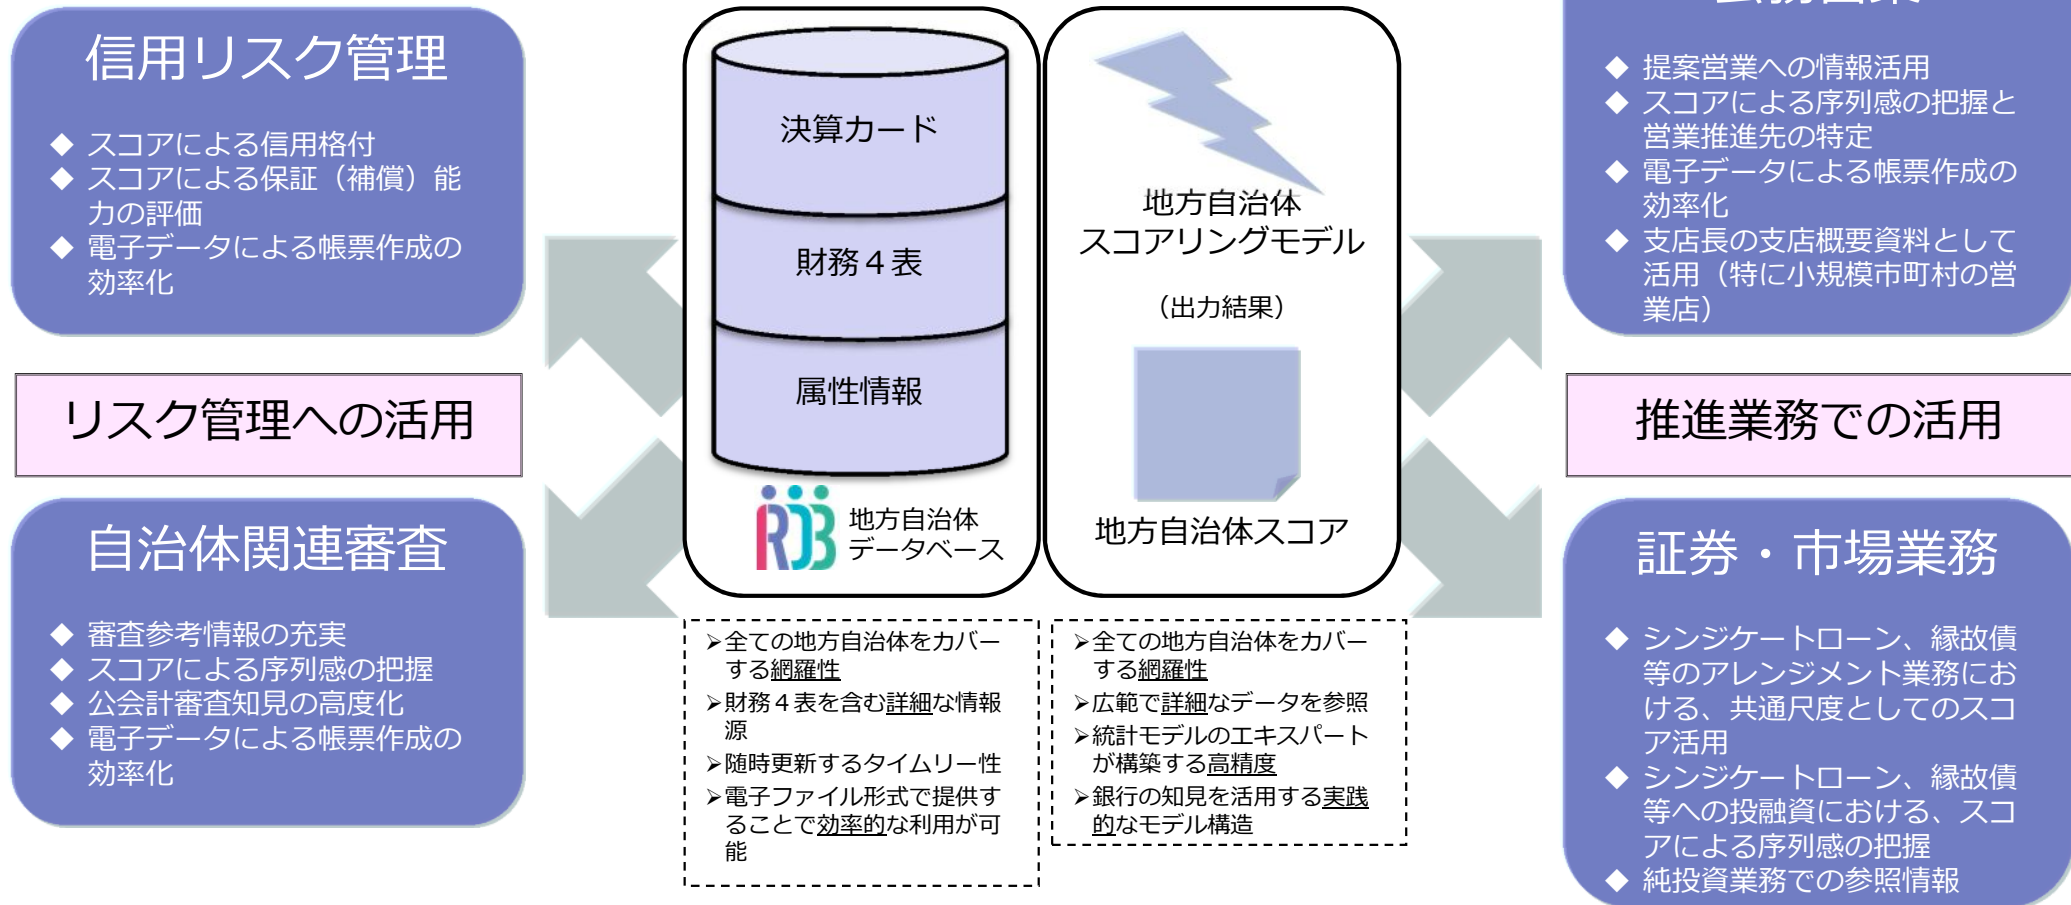 信用リスク管理
◆ スコアによる信用格付
◆ スコアによる保証（補償）能
力の評価
◆ 電子データによる帳票作成の
効率化
リスク管理への活用
自治体関連審査
◆ 審査参考情報の充実
◆ スコアによる序列感の把握
◆ 公会計審査知見の高度化
◆ 電子データによる帳票作成の
効率化
決算カード
財務４表
属性情報
RDB
地方自治体
データベース
➢全ての地方自治体をカバー
する網羅性
➢財務４表を含む詳細な情報
源
➢随時更新するタイムリー性
➢電子ファイル形式で提供す
ることで効率的な利用が可
能
地方自治体
スコアリングモデル
（出力結果）
地方自治体スコア
➢全ての地方自治体をカバー
する網羅性
➢広範で詳細なデータを参照
➢統計モデルのエキスパート
が構築する高精度
➢銀行の知見を活用する実践
的なモデル構造
◆ 提案営業への情報活用
◆ スコアによる序列感の把握と
営業推進先の特定
◆ 電子データによる帳票作成の
効率化
◆ 支店長の支店概要資料として
活用（特に小規模市町村の営
業店）
推進業務での活用
証券・市場業務
◆ シンジケートローン、縁故債
等のアレンジメント業務にお
ける、共通尺度としてのスコ
ア活用
◆ シンジケートローン、縁故債
等への投融資における、スコ
アによる序列感の把握
◆ 純投資業務での参照情報